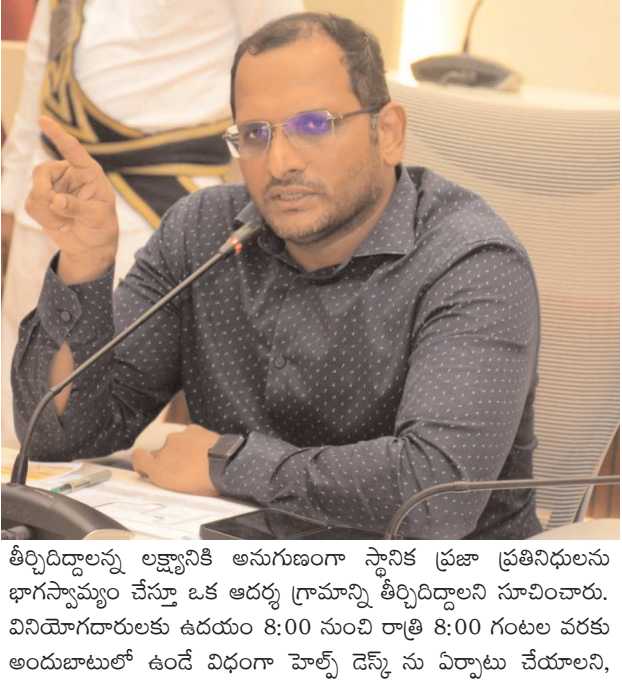 తీర్చిదిద్దాలన్న లక్ష్యానికి అనుగుణంగా స్థానిక ప్రజా ప్రతినిధులను
భాగస్వామ్యం చేస్తూ ఒక ఆదర్శ గ్రామాన్ని తీర్చిదిద్దాలని సూచించారు.
వినియోగదారులకు ఉదయం 8:00 నుంచి రాత్రి 8:00 గంటల వరకు
అందుబాటులో ఉండే విధంగా హెల్ప్ డెస్క్ ను ఏర్పాటు చేయాలని,